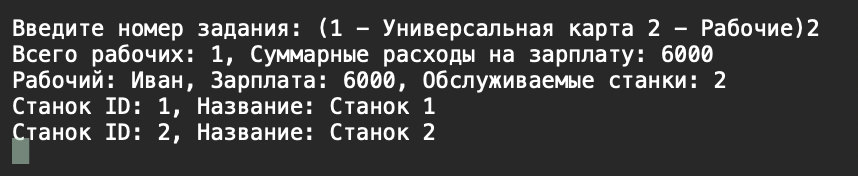 Введите номер задания: (1 - Универсальная карта 2 - Рабочие)2
Всего рабочих: 1, Суммарные расходы на зарплату: 6000
Рабочий: Иван, Зарплата: 6000, Обслуживаемые станки: 2
Станок ID: 1, Название: Станок 1
Станок ID: 2, Название: Станок 2